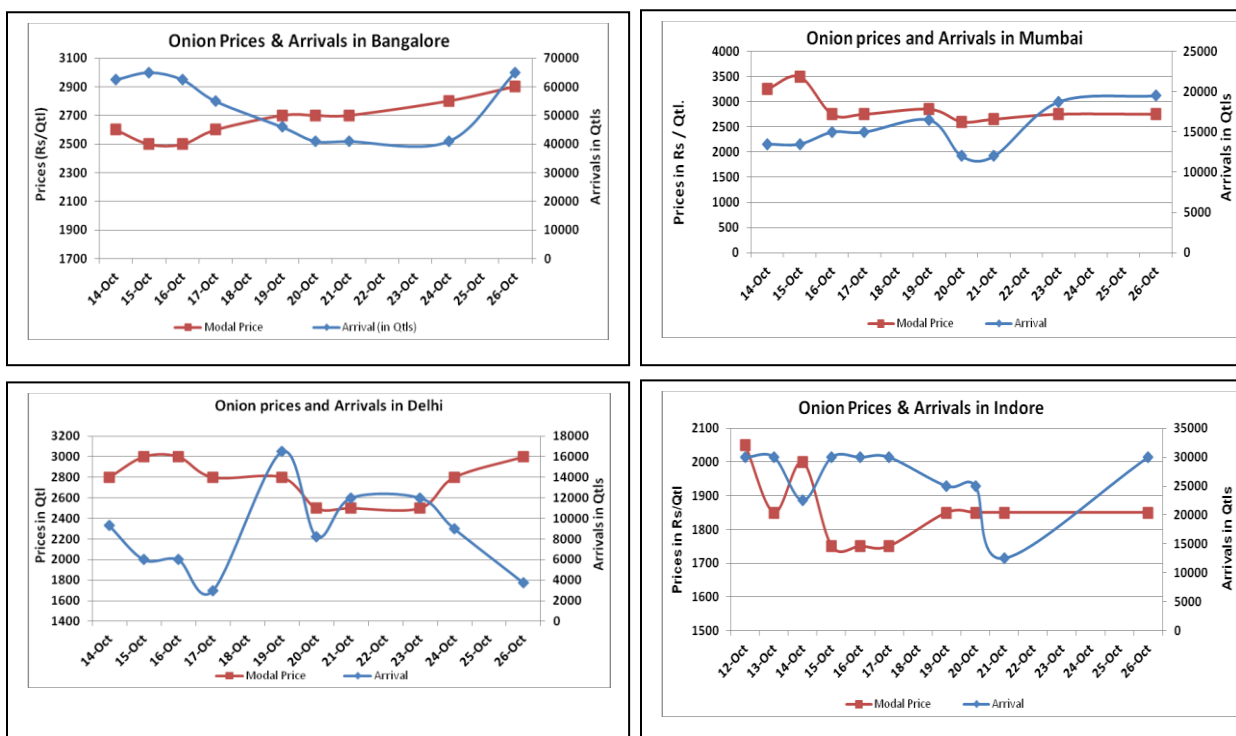 Onion Prices & Arrivals in Bangalore
3100
2900
2700
2500
2300
2100
1900
1700
Prices (Rs/Qtl)
70000
60000
50000
40000
30000
20000
10000
0
Arrivals in Qtls
14-Oct
15-Oct
16-Oct
17-Oct
18-Oct
19-Oct
20-Oct
21-Oct
22-Oct
23-Oct
24-Oct
25-Oct
26-Oct
Modal Price
Arrival (in Qtls)
Onion prices and Arrivals in Mumbai
4000
3500
3000
2500
2000
1500
1000
500
0
Prices in Rs / Qtl.
25000
20000
15000
10000
5000
0
Arrivals in Qtls
14-Oct
15-Oct
16-Oct
17-Oct
18-Oct
19-Oct
20-Oct
21-Oct
22-Oct
23-Oct
24-Oct
25-Oct
26-Oct
Modal Price
Arrival
Onion prices and Arrivals in Delhi
3200
3000
2800
2600
2400
2200
2000
1800
1600
1400
Prices in Qtl
18000
16000
14000
12000
10000
8000
6000
4000
2000
0
Arrivals in Qtls
14-Oct
15-Oct
16-Oct
17-Oct
18-Oct
19-Oct
20-Oct
21-Oct
22-Oct
23-Oct
24-Oct
25-Oct
26-Oct
Modal Price
Arrival
Onion Prices & Arrivals in Indore
2100
2000
1900
1800
1700
1600
1500
Prices in Rs/Qtl
35000
30000
25000
20000
15000
10000
5000
0
Arrivals in Qtls
12-Oct
13-Oct
14-Oct
15-Oct
16-Oct
17-Oct
18-Oct
19-Oct
20-Oct
21-Oct
22-Oct
23-Oct
24-Oct
25-Oct
26-Oct
Modal Price
Arrival